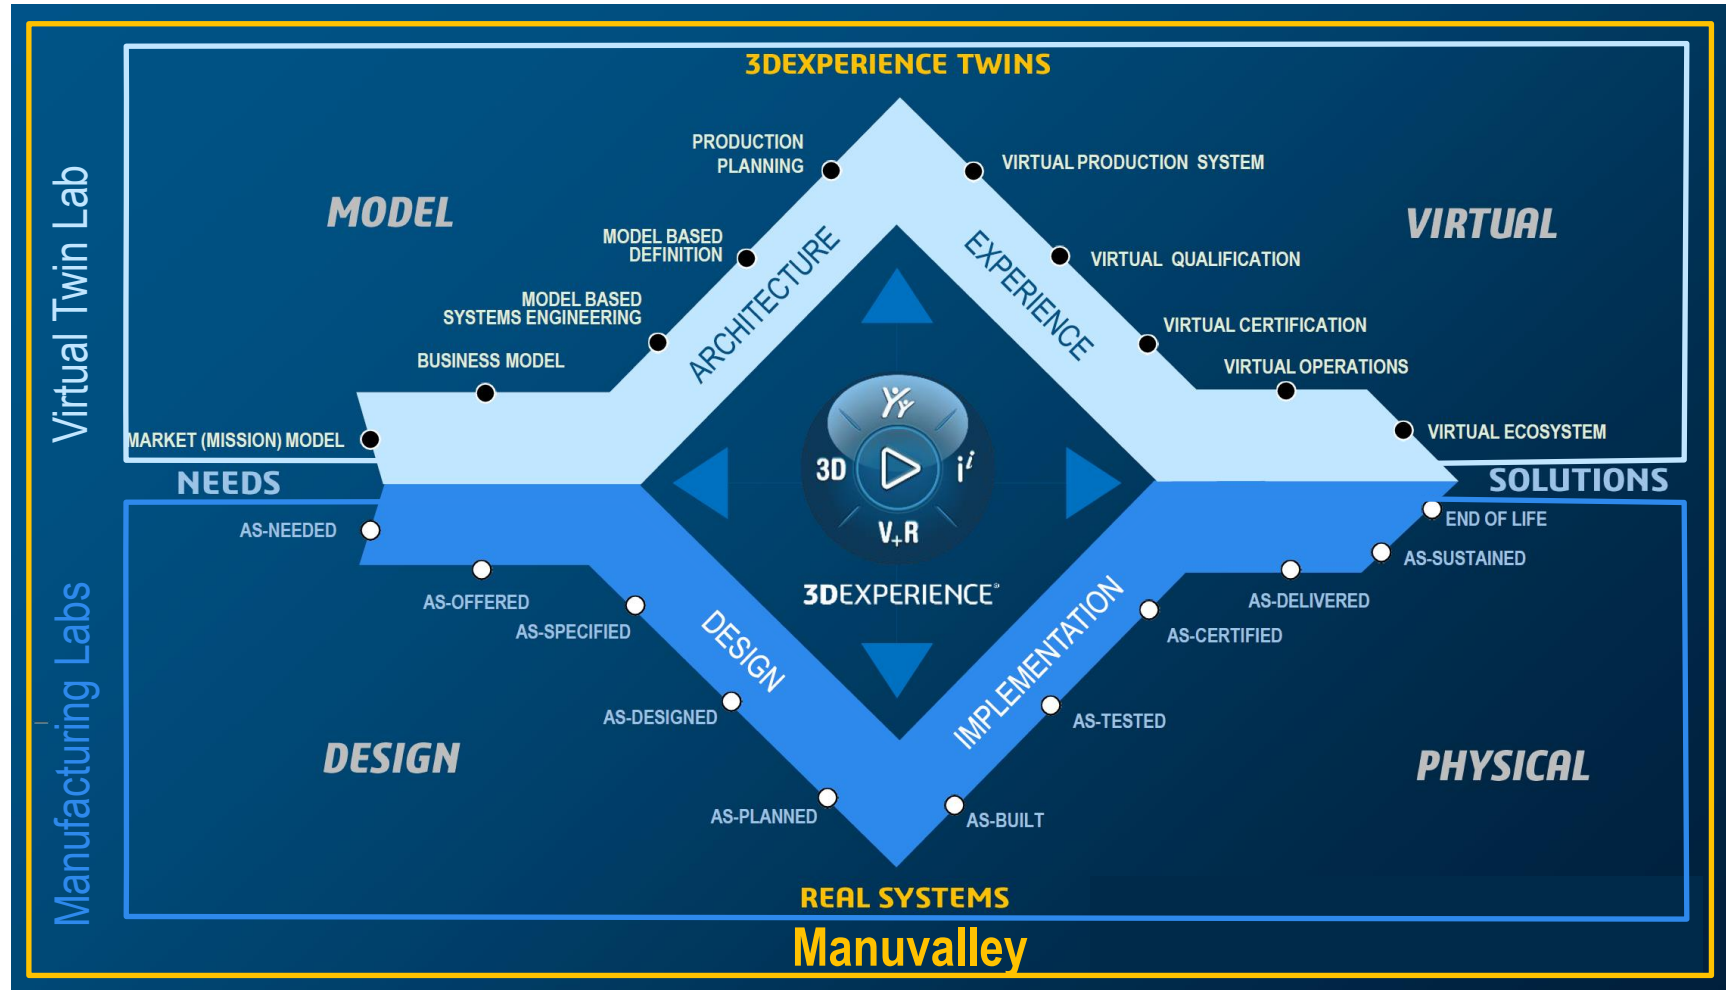 3DEXPERIENCE TWINS
PRODUCTION
PLANNING
VIRTUAL PRODUCTION SYSTEM
MODEL
VIRTUAL
MODEL BASED
DEFINITION
ARCHITECTURE
EXPERIENCE
VIRTUAL QUALIFICATION
MODEL BASED
SYSTEMS ENGINEERING
VIRTUAL CERTIFICATION
BUSINESS MODEL
VIRTUAL OPERATIONS
MARKET (MISSION) MODEL
VIRTUAL ECOSYSTEM
Virtual Twin Lab
NEEDS
SOLUTIONS
3D
i i
V+R
3DEXPERIENCE®
AS-NEEDED
END OF LIFE
AS-SUSTAINED
AS-OFFERED
AS-DELIVERED
AS-SPECIFIED
AS-CERTIFIED
DESIGN
IMPLEMENTATION
AS-DESIGNED
AS-TESTED
DESIGN
PHYSICAL
AS-PLANNED
AS-BUILT
Manufacturing Labs
REAL SYSTEMS
Manuvalley